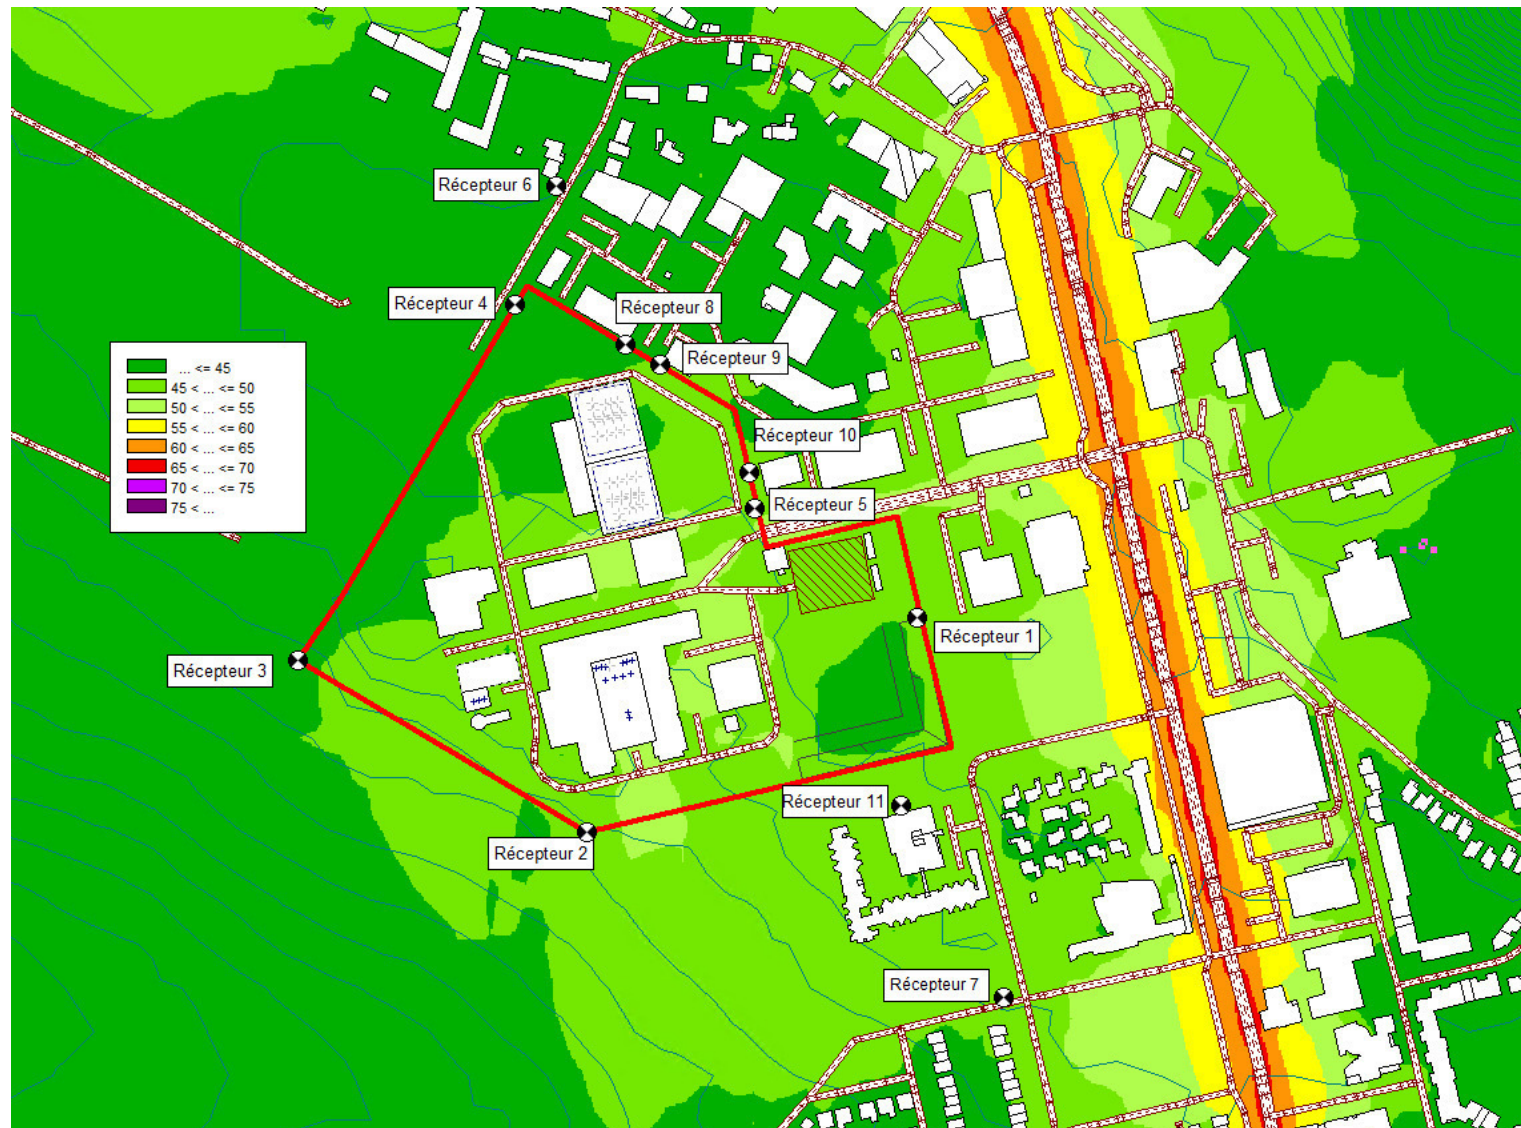 Récepteur 6
Récepteur 4
Récepteur 8
Récepteur 9
... <= 45
45 < ... <= 50
50 < ... <= 55
55 < ... <= 60
60 < ... <= 65
65 < ... <= 70
70 < ... <= 75
75 < ...
Récepteur 10
Récepteur 5
Récepteur 1
Récepteur 3
Récepteur 11
Récepteur 2
Récepteur 7